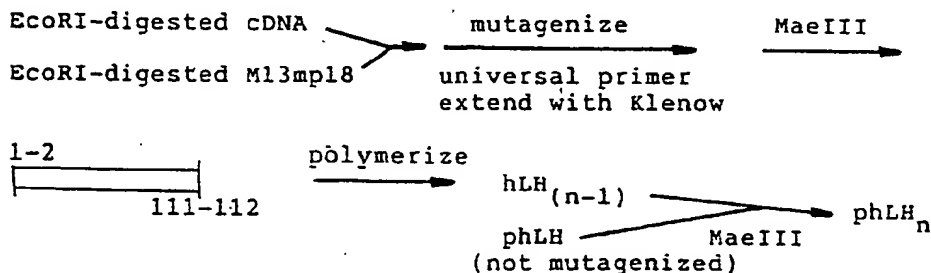 EcoRI-digested cDNA
EcoRI-digested M13mp18
mutagenize
universal primer
extend with Klenow
MaeIII
1-2
111-112
polymerize
hLH(n-1)
phLH
(not mutagenized)
MaeIII
phLHn